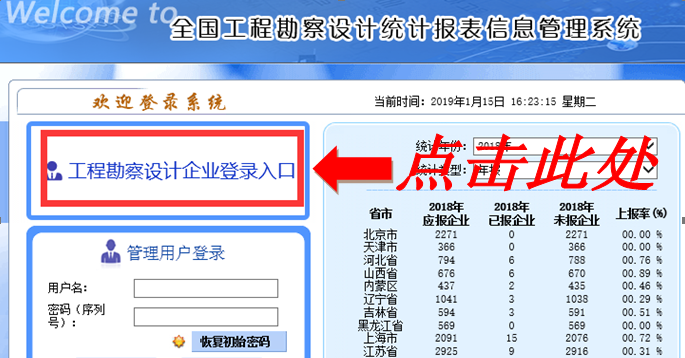 Welcome to
全国工程勘察设计统计报表信息管理系统
欢迎登录系统
当前时间：2019年1月15日 16:23:15 星期二
工程勘察设计企业登录入口
点击此处
统计年份：2018年
统计类型：年报
省市 2018年应报企业 2018年已报企业 2018年未报企业 上报率(%)
北京市 2271 0 2271 00.00 %
天津市 366 0 366 00.00 %
河北省 794 6 788 00.76 %
山西省 676 6 670 00.89 %
内蒙区 437 2 435 00.46 %
辽宁省 1041 3 1038 00.29 %
吉林省 594 3 591 00.51 %
黑龙江省 569 0 569 00.00 %
上海市 2091 15 2076 00.72 %
江苏省 2925 9 2916 00.31 %
管理用户登录
用户名：
密码（序列
号）：
恢复初始密码